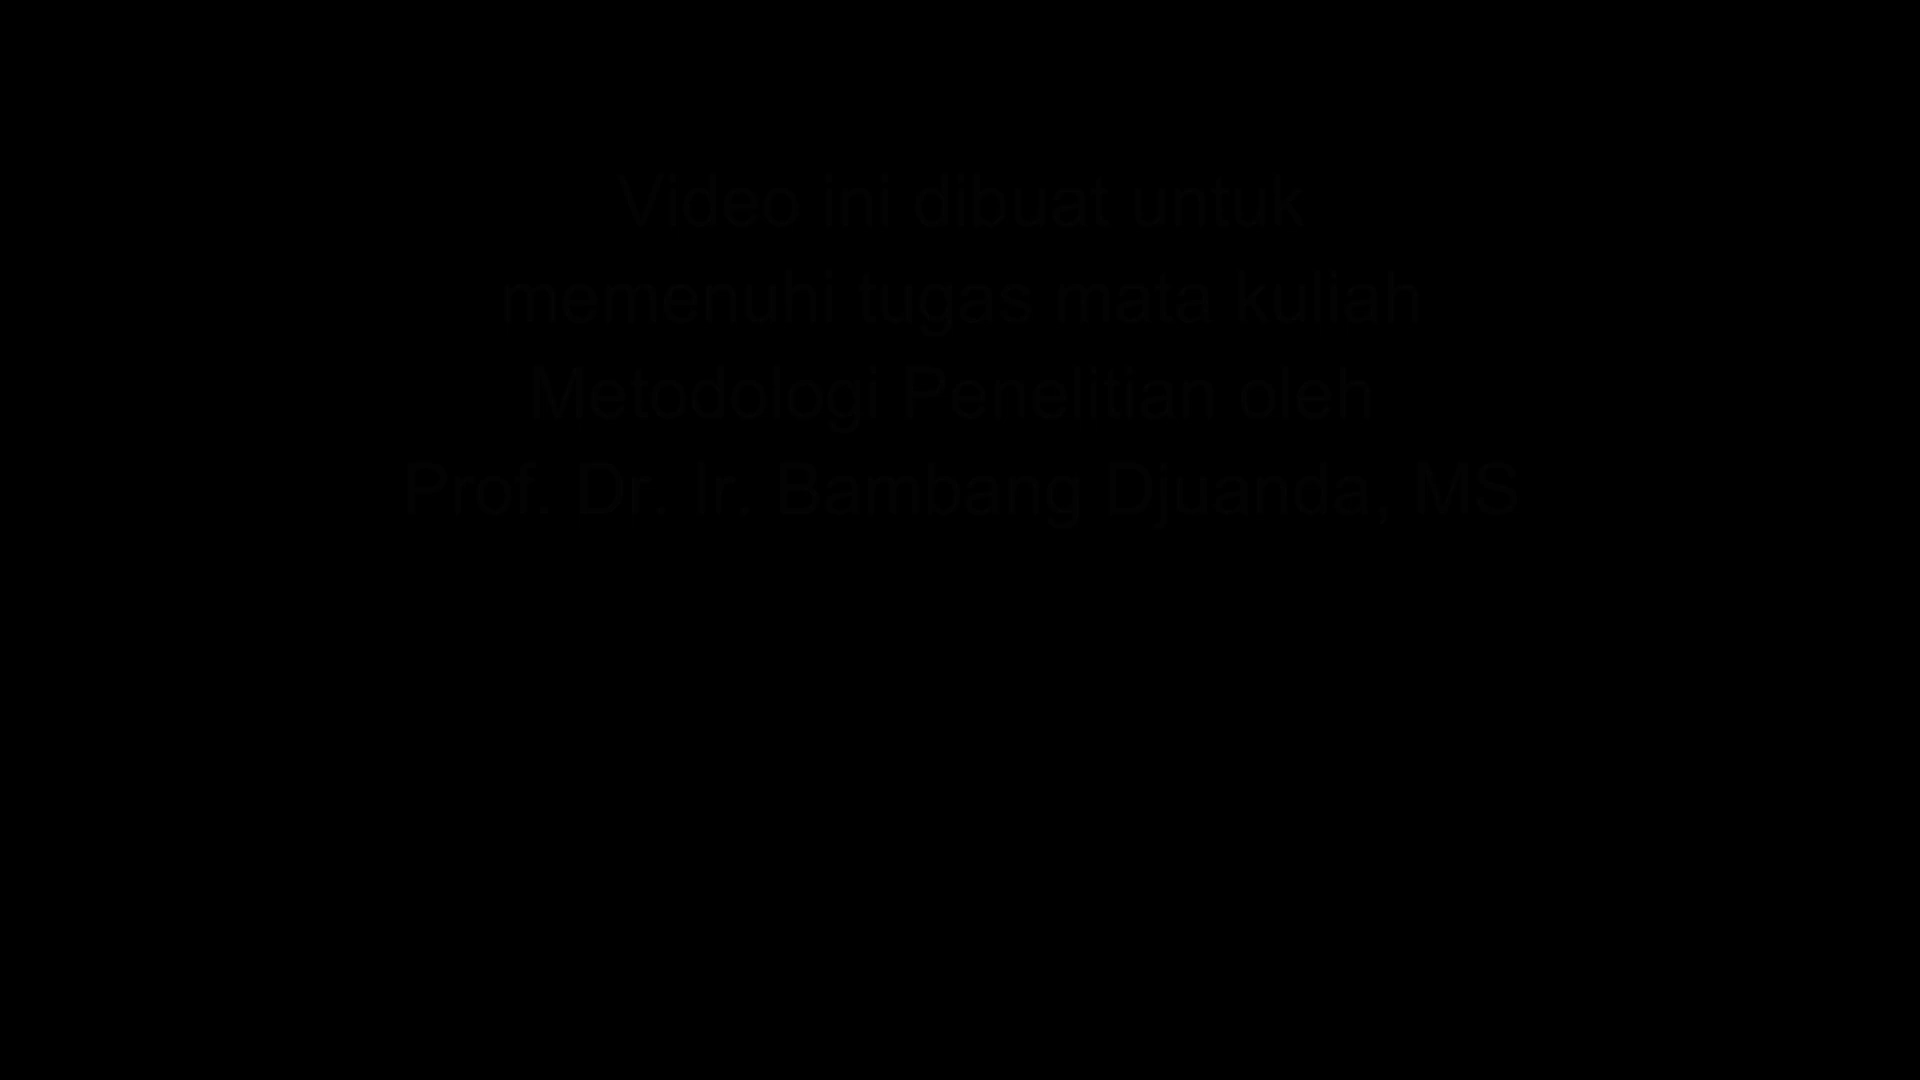 Video ini dibuat untuk
memenuhi tugas mata kuliah
Metodologi Penelitian oleh
Prof. Dr. Ir. Bambang Djuanda, MS